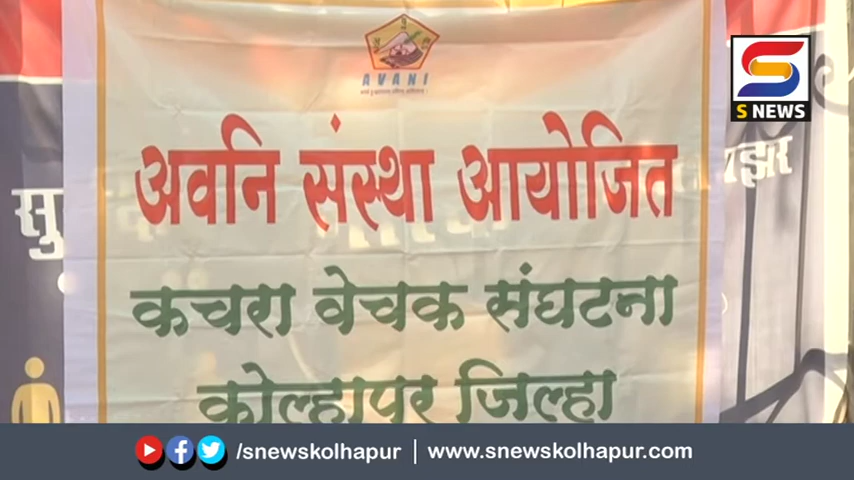 AVANI
S NEWS
अवनि संस्था आयोजित
कचरा वेचक संघटना
कोल्हापूर जिल्हा
/snewskolhapur
www.snewskolhapur.com